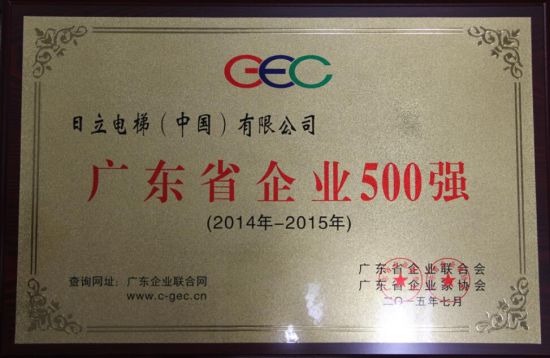 GEC
日立电梯（中国）有限公司
广东省企业500强
(2014年-2015年)
广东省企业联合会
广东省企业家协会
二〇一五年七月
查询网址：广东企业联合网
www.c-gec.cn